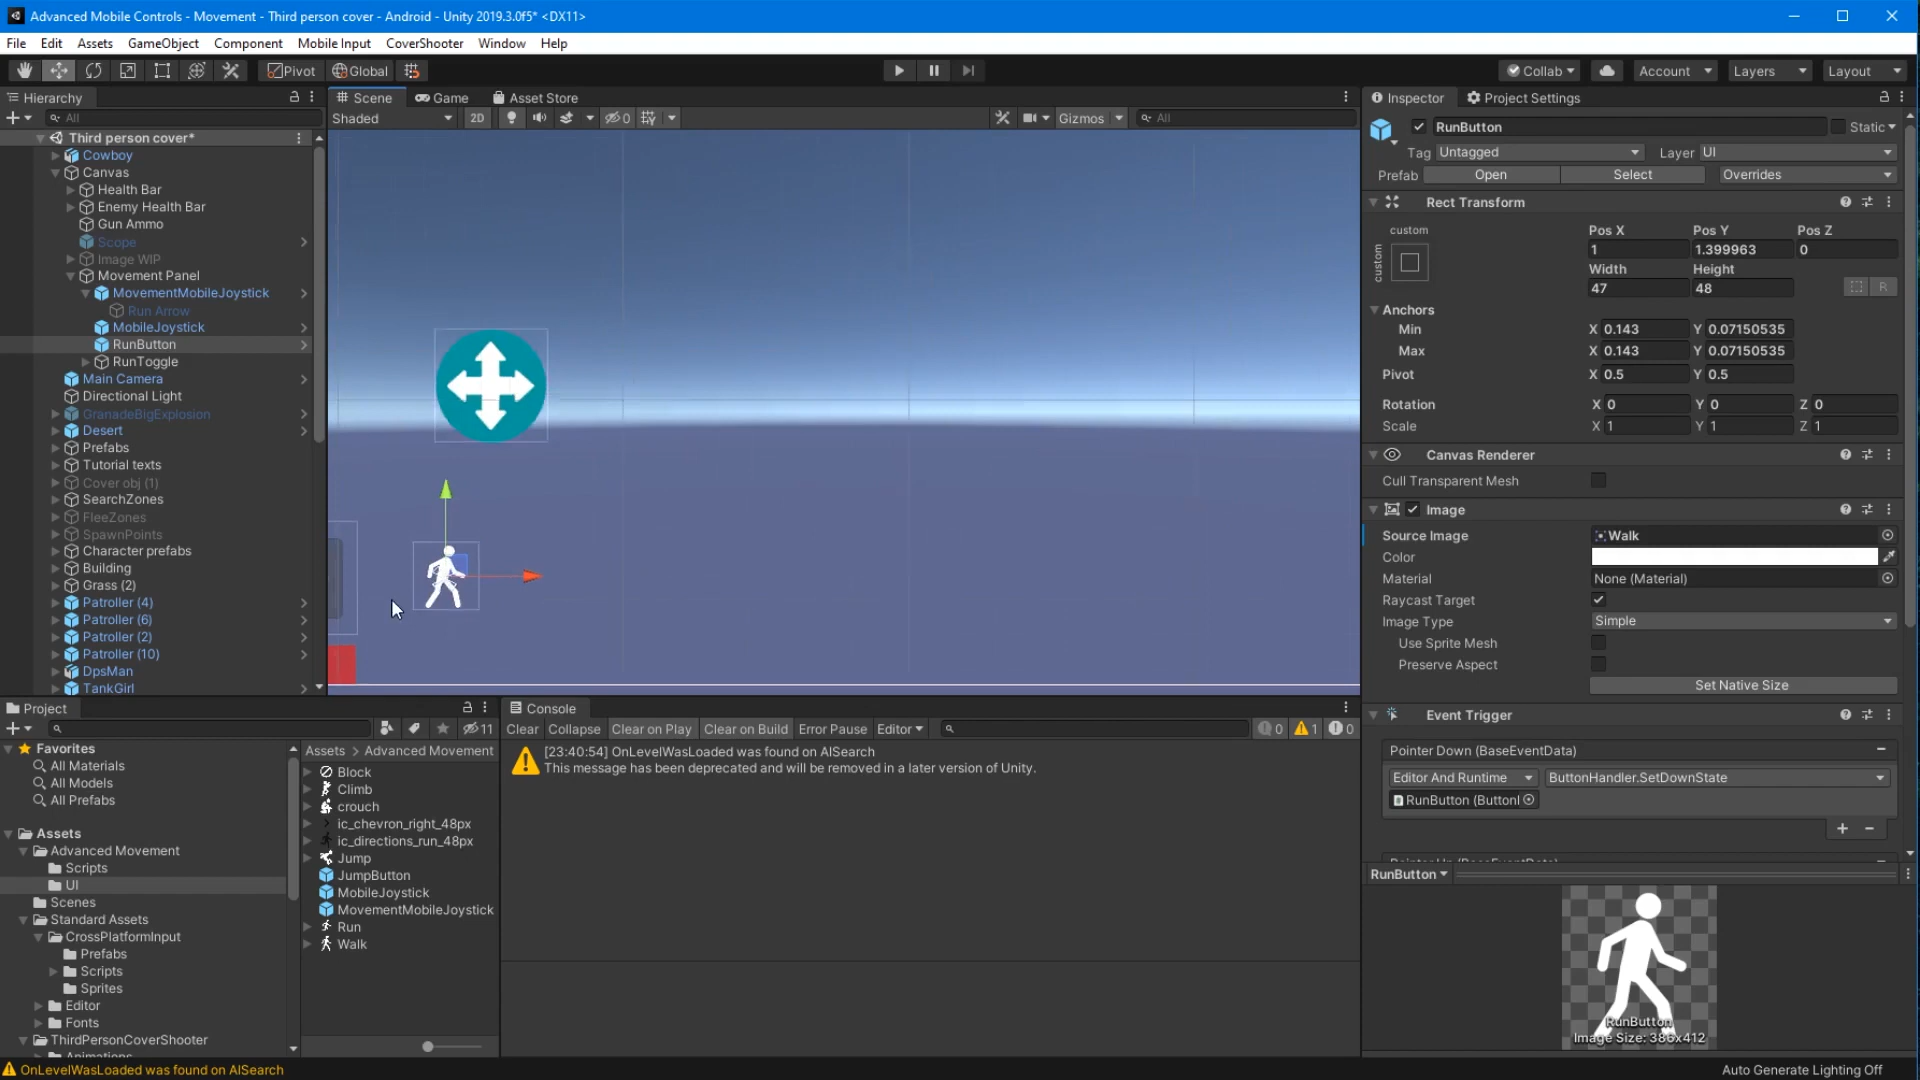 Advanced Mobile Controls - Movement - Third person cover - Android - Unity 2019.3.0f5* <DX11>
File Edit Assets GameObject Component Mobile Input CoverShooter Window Help
Pivot Global Collab Account Layers Layout
Hierarchy
All
Third person cover*
Cowboy
Canvas
Health Bar
Enemy Health Bar
Gun Ammo
Scope
Image WIP
Movement Panel
MovementMobileJoystick
Run Arrow
MobileJoystick
RunButton
RunToggle
Main Camera
Directional Light
GranadeBigExplosion
Desert
Prefabs
Tutorial texts
Cover obj (1)
SearchZones
FleeZones
SpawnPoints
Character prefabs
Building
Grass (2)
Patroller (4)
Patroller (6)
Patroller (2)
Patroller (10)
DpsMan
TankGirl
Scene Game Asset Store
Shaded 2D 0 Gizmos All
Inspector Project Settings
RunButton Static
Tag Untagged Layer UI
Prefab Open Select Overrides
Rect Transform
custom Pos X Pos Y Pos Z
custom 1 1.399963 0
Width Height
47 48 R
Anchors
Min X 0.143 Y 0.07150535
Max X 0.143 Y 0.07150535
Pivot X 0.5 Y 0.5
Rotation X 0 Y 0 Z 0
Scale X 1 Y 1 Z 1
Canvas Renderer
Cull Transparent Mesh
Image
Source Image Walk
Color
Material None (Material)
Raycast Target
Image Type Simple
Use Sprite Mesh
Preserve Aspect
Set Native Size
Event Trigger
Pointer Down (BaseEventData)
Editor And Runtime ButtonHandler.SetDownState
RunButton (Buttonl
Pointer Up (BaseEventData)
RunButton
RunButton
Image Size: 386x412
Project
11
Favorites
All Materials
All Models
All Prefabs
Assets
Advanced Movement
Scripts
UI
Scenes
Standard Assets
CrossPlatformInput
Prefabs
Scripts
Sprites
Editor
Fonts
ThirdPersonCoverShooter
Animations
Assets > Advanced Movement
Block
Climb
crouch
ic_chevron_right_48px
ic_directions_run_48px
Jump
JumpButton
MobileJoystick
MovementMobileJoystick
Run
Walk
Console
Clear Collapse Clear on Play Clear on Build Error Pause Editor 0 1 0
[23:40:54] OnLevelWasLoaded was found on AISearch
This message has been deprecated and will be removed in a later version of Unity.
OnLevelWasLoaded was found on AISearch
Auto Generate Lighting Off